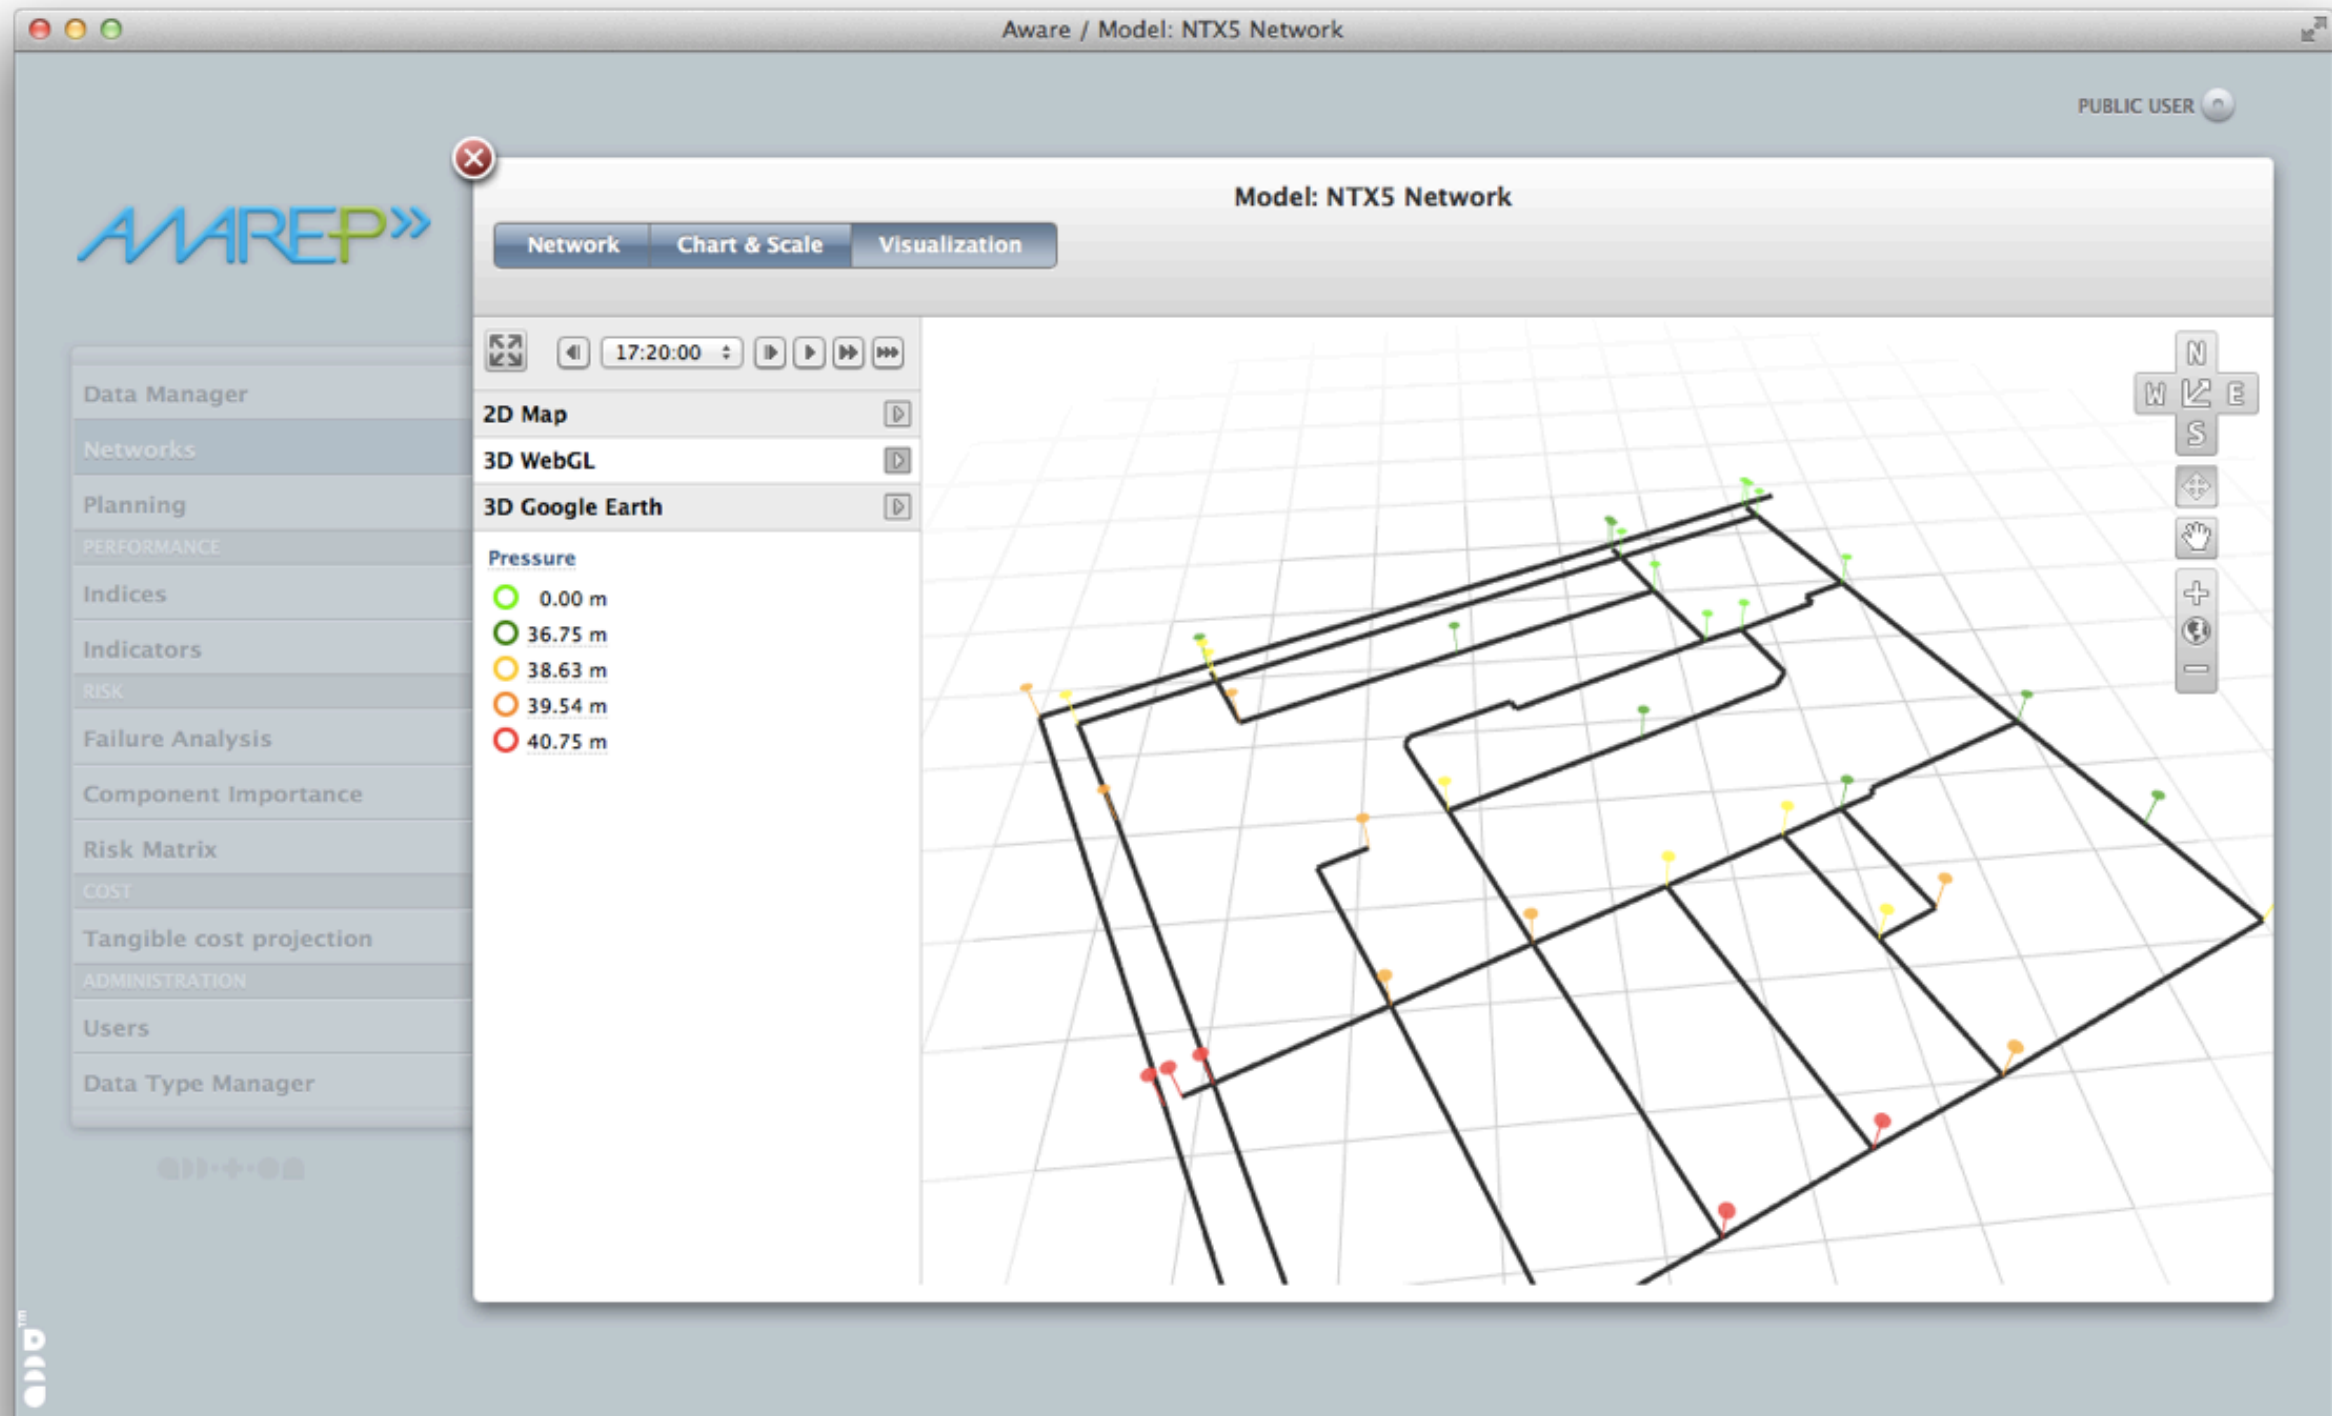 Aware / Model: NTX5 Network
PUBLIC USER
AWARE-P
Model: NTX5 Network
Network
Chart & Scale
Visualization
17:20:00
2D Map
3D WebGL
3D Google Earth
Pressure
0.00 m
36.75 m
38.63 m
39.54 m
40.75 m
N
W
E
S
Data Manager
Networks
Planning
PERFORMANCE
Indices
Indicators
RISK
Failure Analysis
Component Importance
Risk Matrix
COST
Tangible cost projection
ADMINISTRATION
Users
Data Type Manager